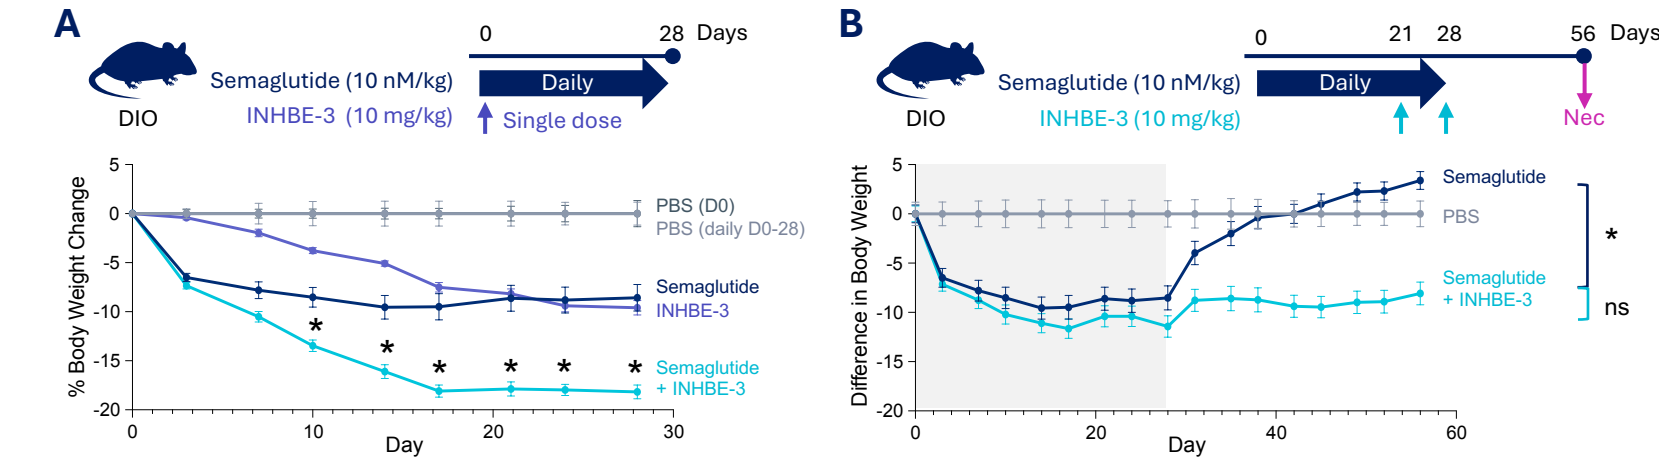 A
0 28 Days
Semaglutide (10 nM/kg) Daily
DIO INHBE-3 (10 mg/kg) Single dose
% Body Weight Change
5
0
-5
-10
-15
-20
0 10 20 30
Day
PBS (D0)
PBS (daily D0-28)
Semaglutide
INHBE-3
* * * * * *
Semaglutide
+ INHBE-3
B
0 21 28 56 Days
Semaglutide (10 nM/kg) Daily
DIO INHBE-3 (10 mg/kg) Nec
Difference in Body Weight
5
0
-5
-10
-15
-20
0 20 40 60
Day
Semaglutide
PBS
*
Semaglutide
+ INHBE-3
ns